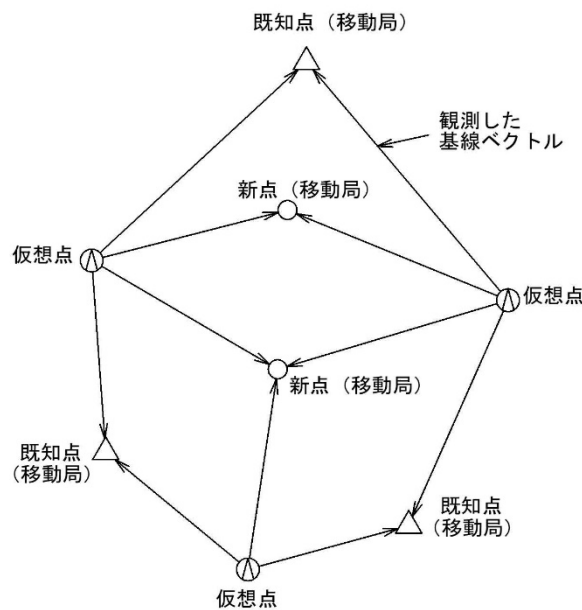 既知点（移動局）
観測した
基線ベクトル
新点（移動局）
仮想点
仮想点
新点（移動局）
既知点
（移動局）
既知点
（移動局）
仮想点